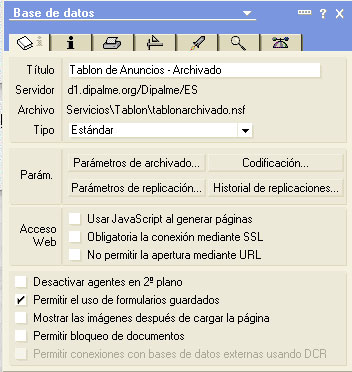 Base de datos
Título Tablon de Anuncios - Archivado
Servidor d1.dipalme.org/Dipalme/ES
Archivo Servicios\Tablon\tablonarchivado.nsf
Tipo Estándar
Parám.
Parámetros de archivado... Codificación...
Parámetros de replicación... Historial de replicaciones...
Acceso Web
Usar JavaScript al generar páginas
Obligatoria la conexión mediante SSL
No permitir la apertura mediante URL
Desactivar agentes en 2º plano
Permitir el uso de formularios guardados
Mostrar las imágenes después de cargar la página
Permitir bloqueo de documentos
Permitir conexiones con bases de datos externas usando DCR